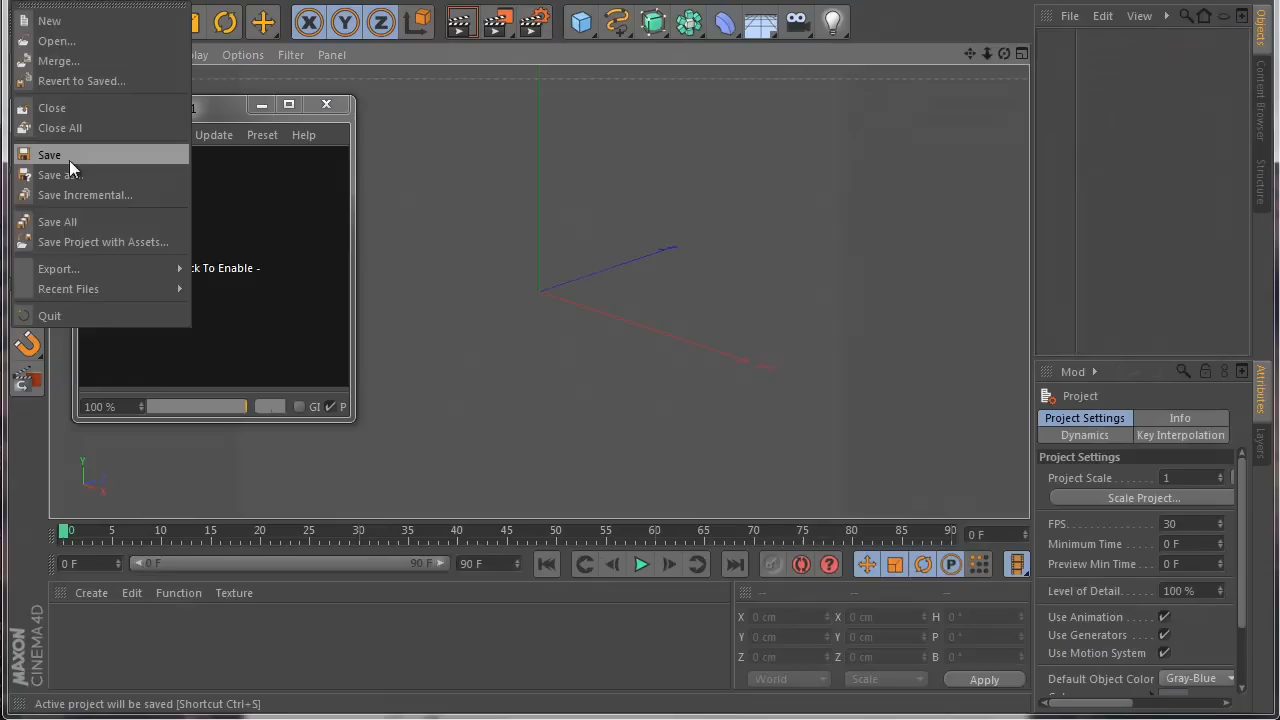 New
Open...
Merge...
Revert to Saved...
Close
Close All
Save
Save as...
Save Incremental...
Save All
Save Project with Assets...
Export...
Recent Files
Quit
Options
Filter
Panel
Update
Preset
Help
ck To Enable -
100 %
GI
P
X
Y
Z
Y
X
File
Edit
View
Objects
Content Browser
Structure
Mod
Project
Project Settings
Info
Dynamics
Key Interpolation
Project Settings
Project Scale
1
Scale Project...
FPS
30
Minimum Time
0 F
Preview Min Time
0 F
Level of Detail
100 %
Use Animation
Use Generators
Use Motion System
Default Object Color
Gray-Blue
Attributes
Layers
0 5 10 15 20 25 30 35 40 45 50 55 60 65 70 75 80 85 90
0 F
0 F
0 F
90 F
90 F
P
Create
Edit
Function
Texture
X 0 cm X 0 cm H 0 °
Y 0 cm Y 0 cm P 0 °
Z 0 cm Z 0 cm B 0 °
World
Scale
Apply
MAXON
CINEMA 4D
Active project will be saved [Shortcut Ctrl+S]